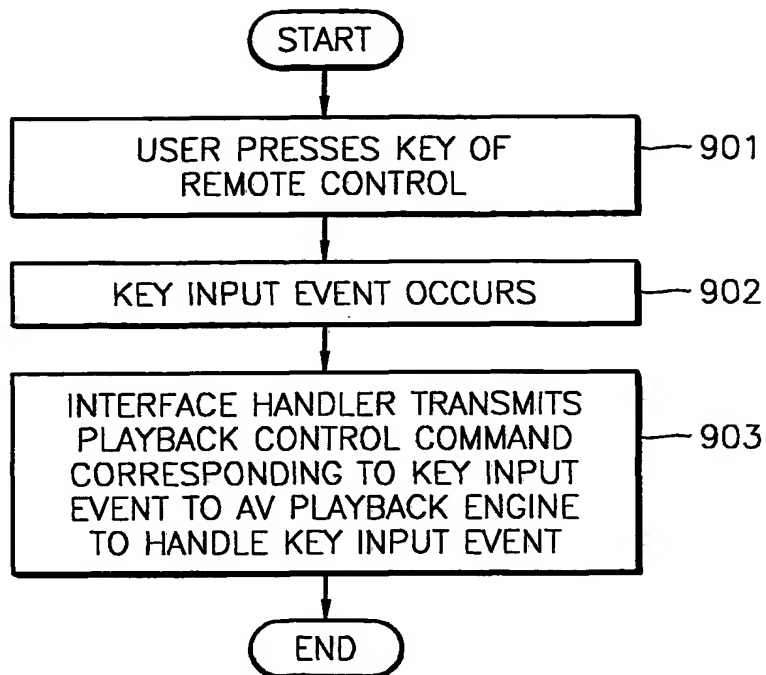 START
USER PRESSES KEY OF
REMOTE CONTROL
901
KEY INPUT EVENT OCCURS
902
INTERFACE HANDLER TRANSMITS
PLAYBACK CONTROL COMMAND
CORRESPONDING TO KEY INPUT
EVENT TO AV PLAYBACK ENGINE
TO HANDLE KEY INPUT EVENT
903
END